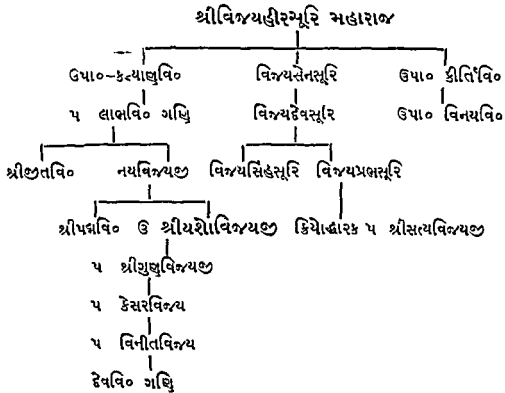 શ્રીવિજયહીરસૂરિ મહારાજ
ઉપા૦-કલ્યાણવિ૦ વિજયસેનસૂરિ ઉપા૦ કીર્તિવિ૦
પ લાભવિ૦ ગણિ વિજયદેવસૂરિ ઉપા૦ વિનયવિ૦
શ્રીજીતવિ૦ નયવિજયજી વિજયસિંહસૂરિ વિજયપ્રભસૂરિ
શ્રીપદ્મવિ૦ ઉ શ્રીયશોવિજયજી ક્રિયોદ્ધારક પ શ્રીસત્યવિજયજી
પ શ્રીગુણવિજયજી
પ કેસરવિજય
પ વિનીતવિજય
દેવવિ૦ ગણિ